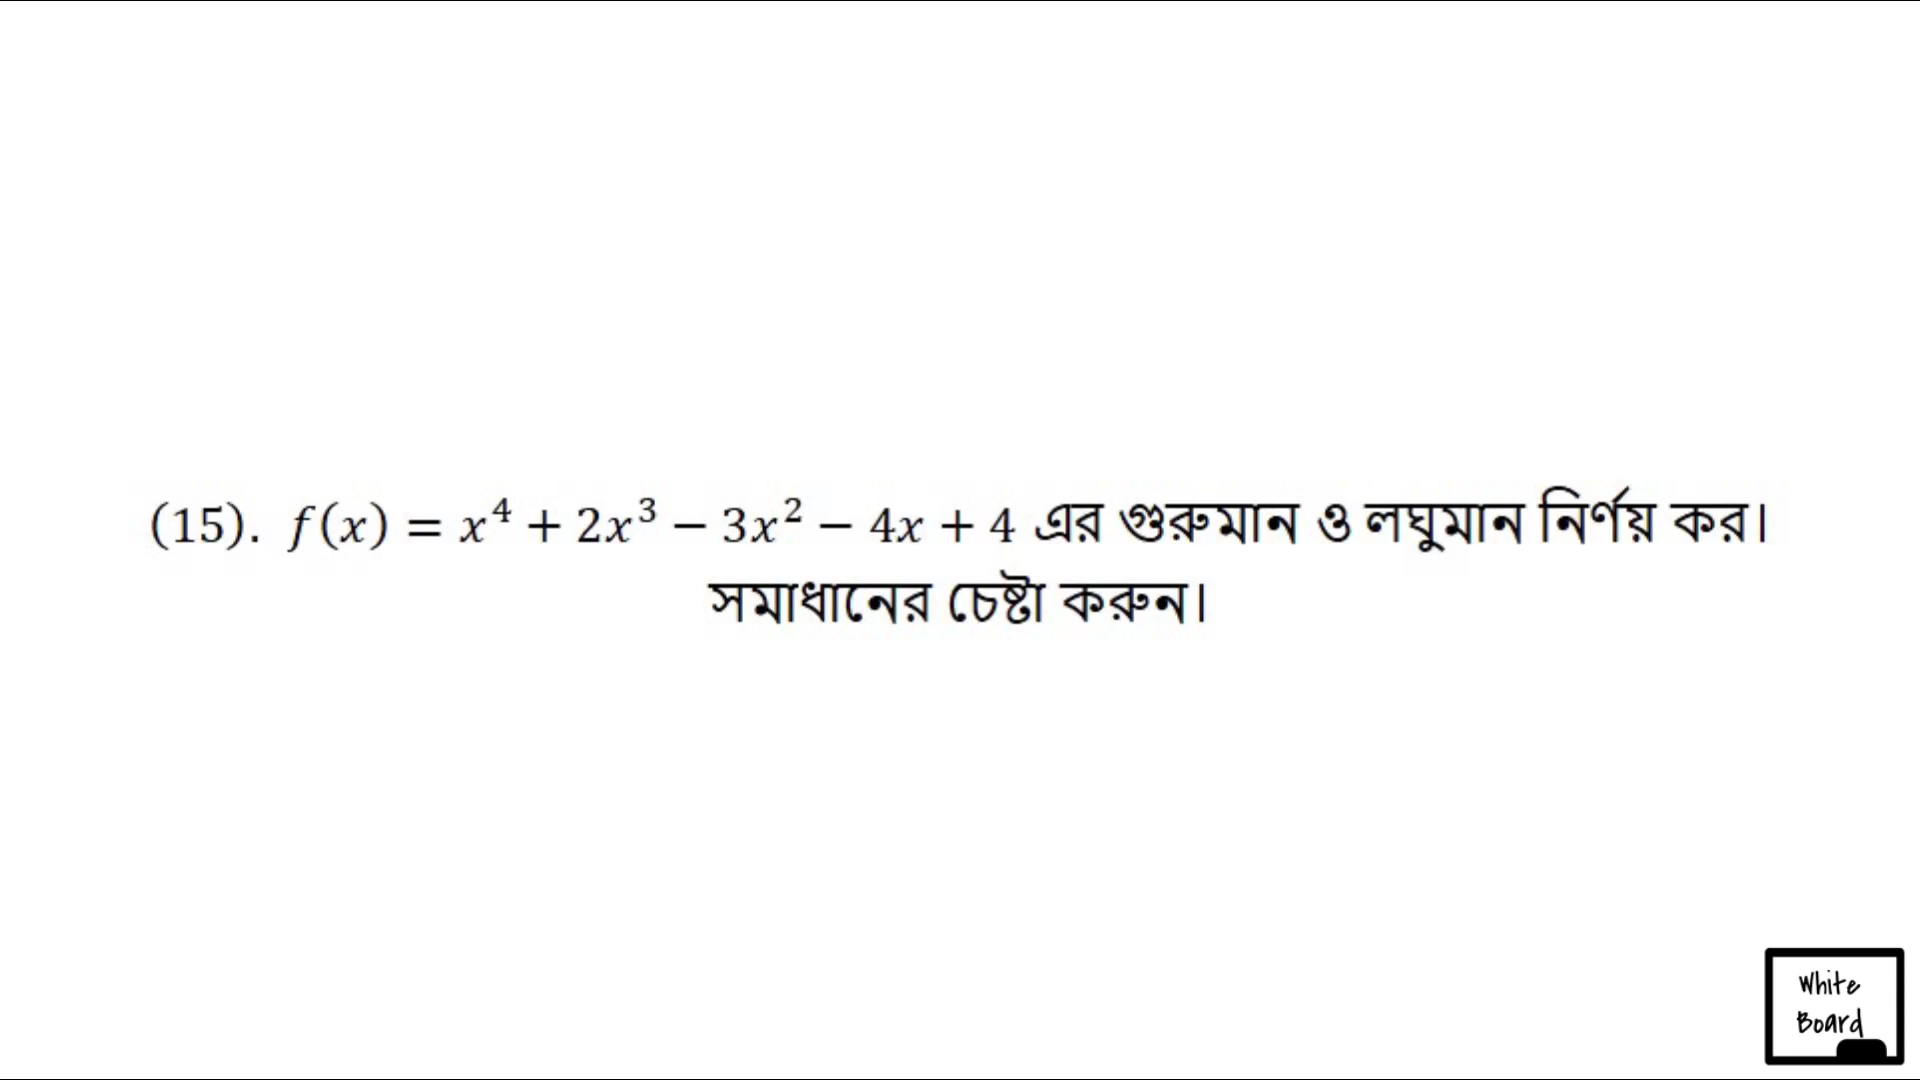 (15). f(x) = x⁴ + 2x³ − 3x² − 4x + 4 এর গুরুমান ও লঘুমান নির্ণয় কর।
সমাধানের চেষ্টা করুন।
White
Board